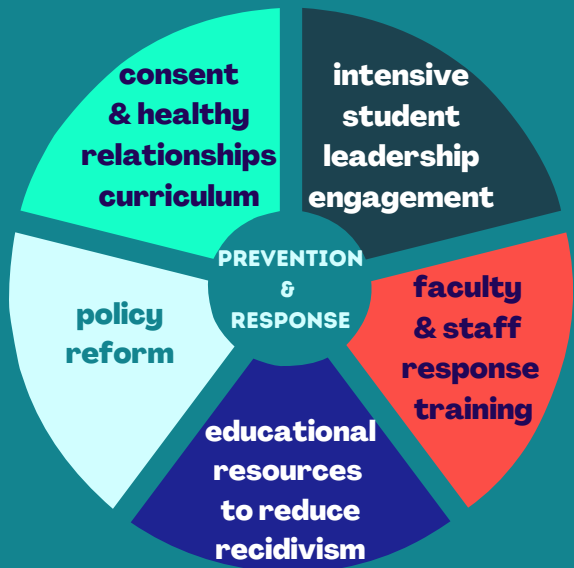 consent
& healthy
relationships
curriculum
intensive
student
leadership
engagement
PREVENTION
&
RESPONSE
faculty
& staff
response
training
policy
reform
educational
resources
to reduce
recidivism